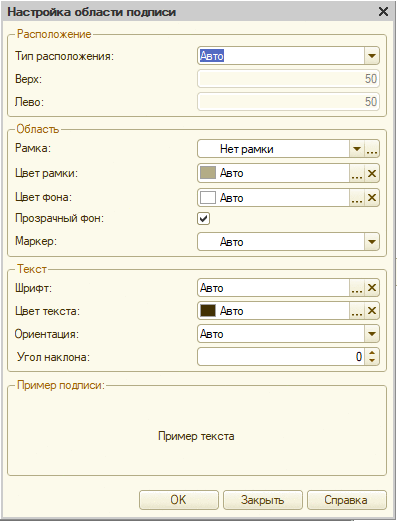 Настройка области подписи
Расположение
Тип расположения: Авто
Верх: 50
Лево: 50
Область
Рамка: Нет рамки
Цвет рамки: Авто
Цвет фона: Авто
Прозрачный фон:
Маркер: Авто
Текст
Шрифт: Авто
Цвет текста: Авто
Ориентация: Авто
Угол наклона: 0
Пример подписи:
Пример текста
OK Закрыть Справка